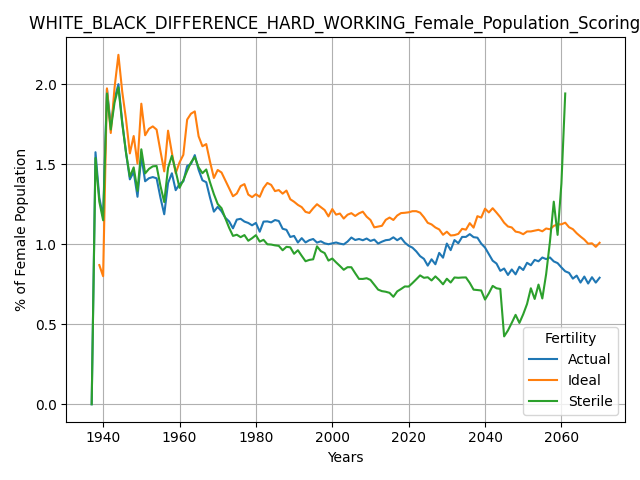 WHITE_BLACK_DIFFERENCE_HARD_WORKING_Female_Population_Scoring
% of Female Population
2.0
1.5
1.0
0.5
0.0
Fertility
Actual
Ideal
Sterile
1940 1960 1980 2000 2020 2040 2060
Years